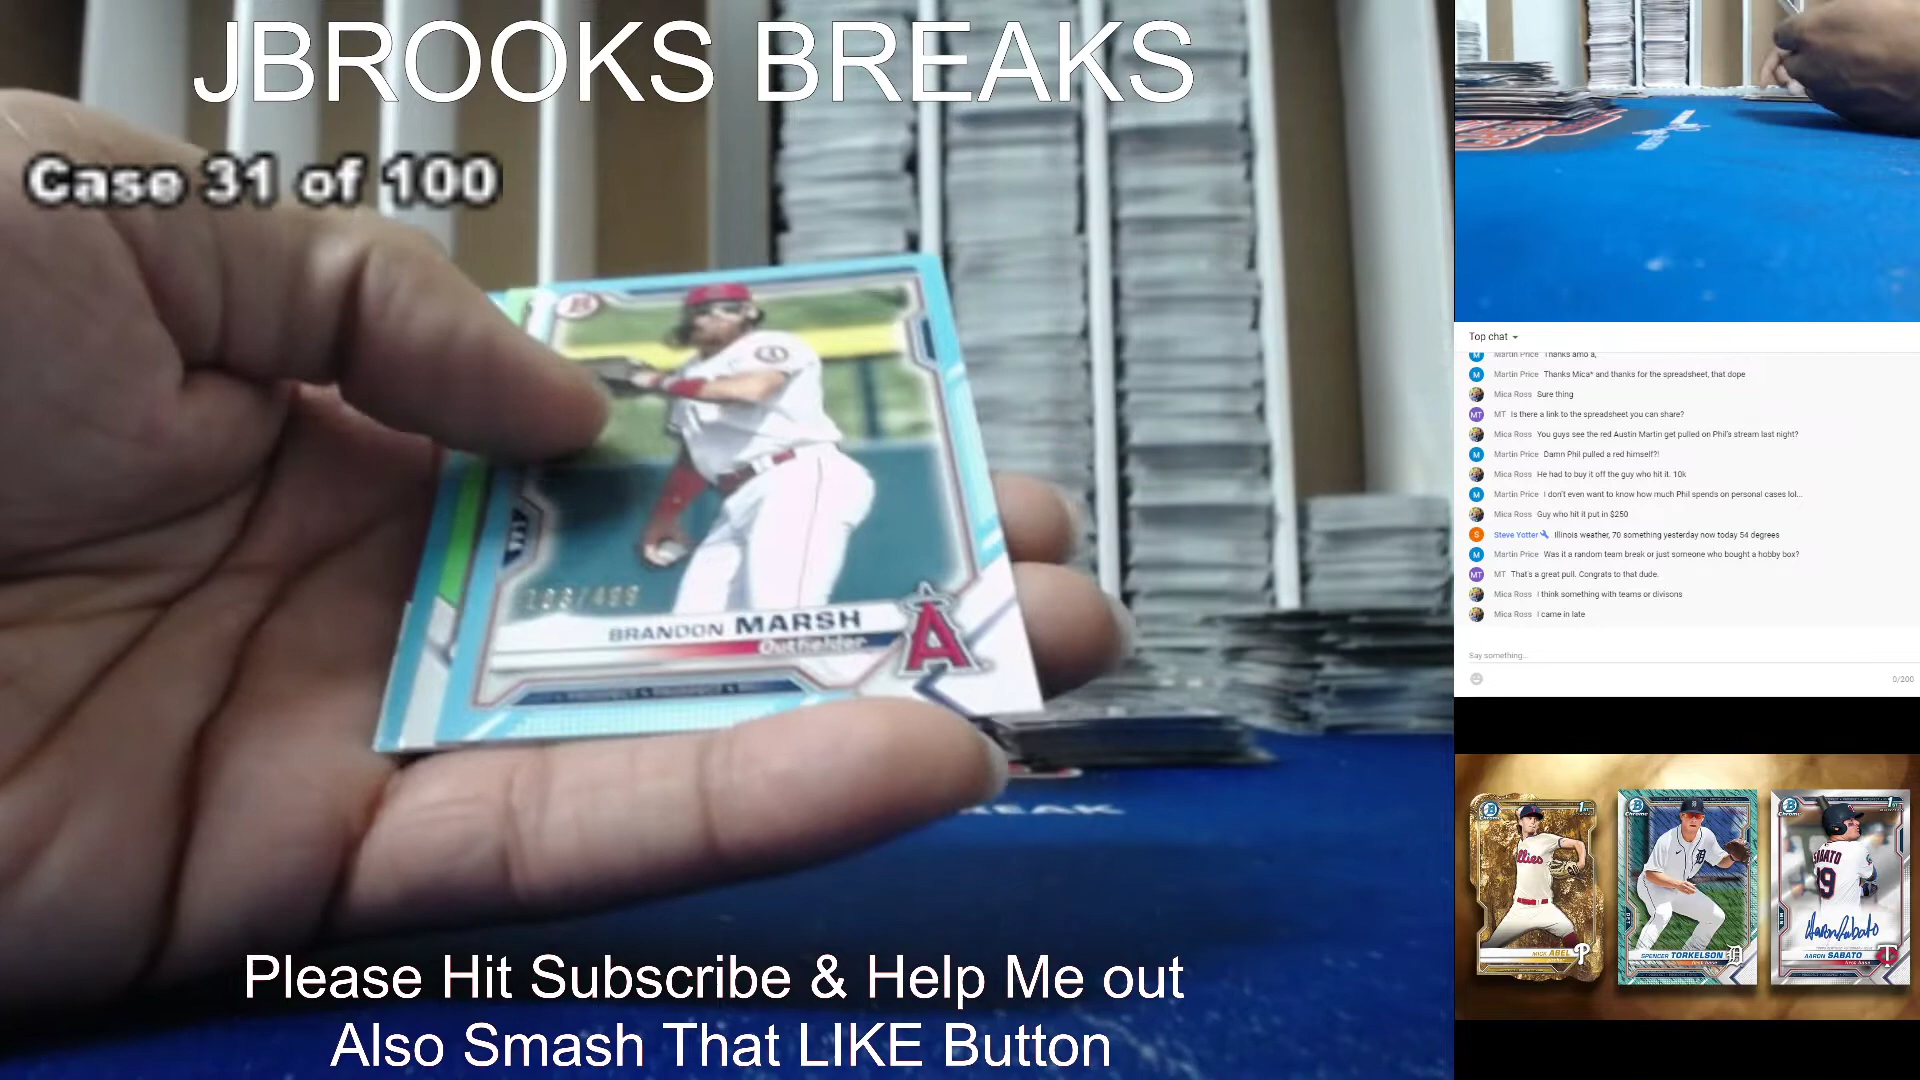 JBROOKS BREAKS
Case 31 of 100
BRANDON MARSH
Outfielder
A
Please Hit Subscribe & Help Me out
Also Smash That LIKE Button
Top chat
Martin Price Thanks amo a,
Martin Price Thanks Mica* and thanks for the spreadsheet, that dope
Mica Ross Sure thing
MT Is there a link to the spreadsheet you can share?
Mica Ross You guys see the red Austin Martin get pulled on Phil's stream last night?
Martin Price Damn Phil pulled a red himself?!
Mica Ross He had to buy it off the guy who hit it. 10k
Martin Price I don't even want to know how much Phil spends on personal cases lol...
Mica Ross Guy who hit it put in $250
Steve Yotter Illinois weather, 70 something yesterday now today 54 degrees
Martin Price Was it a random team break or just someone who bought a hobby box?
MT That's a great pull. Congrats to that dude.
Mica Ross I think something with teams or divisons
Mica Ross I came in late
Say something...
0/200
MICK ABEL
SPENCER TORKELSON
AARON SABATO